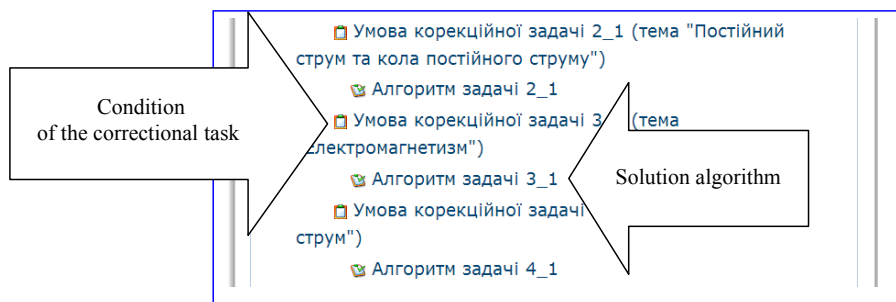 Умова корекційної задачі 2_1 (тема "Постійний
струм та кола постійного струму")
Алгоритм задачі 2_1
Condition
of the correctional task
Умова корекційної задачі 3 (тема
Електромагнетизм")
Алгоритм задачі 3_1
Solution algorithm
Умова корекційної задачі
струм")
Алгоритм задачі 4_1